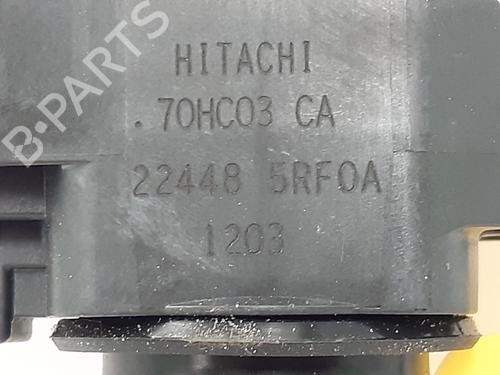 B-PARTS
HITACHI
.70HC03 CA
22448 5RF0A
1203